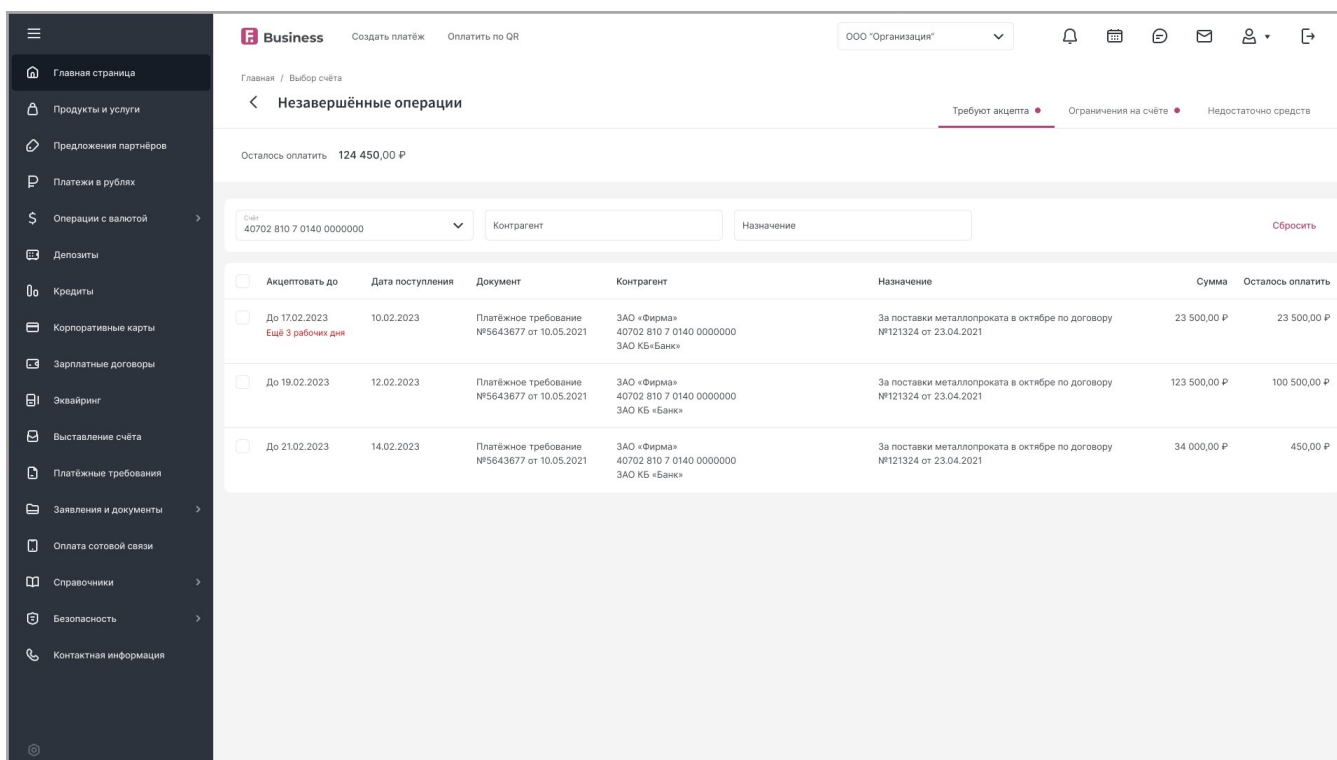 Business
Создать платёж
Оплатить по QR
ООО "Организация"
Главная страница
Продукты и услуги
Предложения партнёров
Платежи в рублях
Операции с валютой
Депозиты
Кредиты
Корпоративные карты
Зарплатные договоры
Эквайринг
Выставление счёта
Платёжные требования
Заявления и документы
Оплата сотовой связи
Справочники
Безопасность
Контактная информация
Главная / Выбор счёта
Незавершённые операции
Требуют акцепта
Ограничения на счёте
Недостаточно средств
Осталось оплатить 124 450,00 ₽
Счёт
40702 810 7 0140 0000000
Контрагент
Назначение
Сбросить
Акцептовать до Дата поступления Документ Контрагент Назначение Сумма Осталось оплатить
До 17.02.2023 10.02.2023 Платёжное требование ЗАО «Фирма» За поставки металлопроката в октябре по договору 23 500,00 ₽ 23 500,00 ₽
Ещё 3 рабочих дня №5643677 от 10.05.2021 40702 810 7 0140 0000000 №121324 от 23.04.2021
ЗАО КБ«Банк»
До 19.02.2023 12.02.2023 Платёжное требование ЗАО «Фирма» За поставки металлопроката в октябре по договору 123 500,00 ₽ 100 500,00 ₽
№5643677 от 10.05.2021 40702 810 7 0140 0000000 №121324 от 23.04.2021
ЗАО КБ «Банк»
До 21.02.2023 14.02.2023 Платёжное требование ЗАО «Фирма» За поставки металлопроката в октябре по договору 34 000,00 ₽ 450,00 ₽
№5643677 от 10.05.2021 40702 810 7 0140 0000000 №121324 от 23.04.2021
ЗАО КБ «Банк»